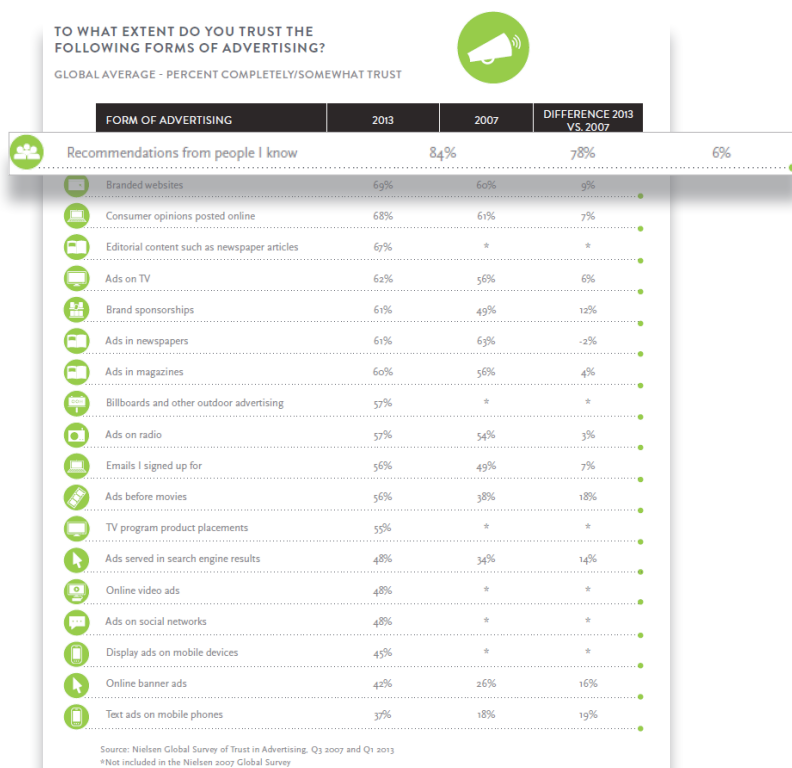 TO WHAT EXTENT DO YOU TRUST THE
FOLLOWING FORMS OF ADVERTISING?
GLOBAL AVERAGE - PERCENT COMPLETELY/SOMEWHAT TRUST
FORM OF ADVERTISING 2013 2007 DIFFERENCE 2013
VS. 2007
Recommendations from people I know 84% 78% 6%
Branded websites 69% 60% 9%
Consumer opinions posted online 68% 61% 7%
Editorial content such as newspaper articles 67% * *
Ads on TV 62% 56% 6%
Brand sponsorships 61% 49% 12%
Ads in newspapers 61% 63% -2%
Ads in magazines 60% 56% 4%
Billboards and other outdoor advertising 57% * *
Ads on radio 57% 54% 3%
Emails I signed up for 56% 49% 7%
Ads before movies 56% 38% 18%
TV program product placements 55% * *
Ads served in search engine results 48% 34% 14%
Online video ads 48% * *
Ads on social networks 48% * *
Display ads on mobile devices 45% * *
Online banner ads 42% 26% 16%
Text ads on mobile phones 37% 18% 19%
Source: Nielsen Global Survey of Trust in Advertising, Q3 2007 and Q1 2013
*Not included in the Nielsen 2007 Global Survey